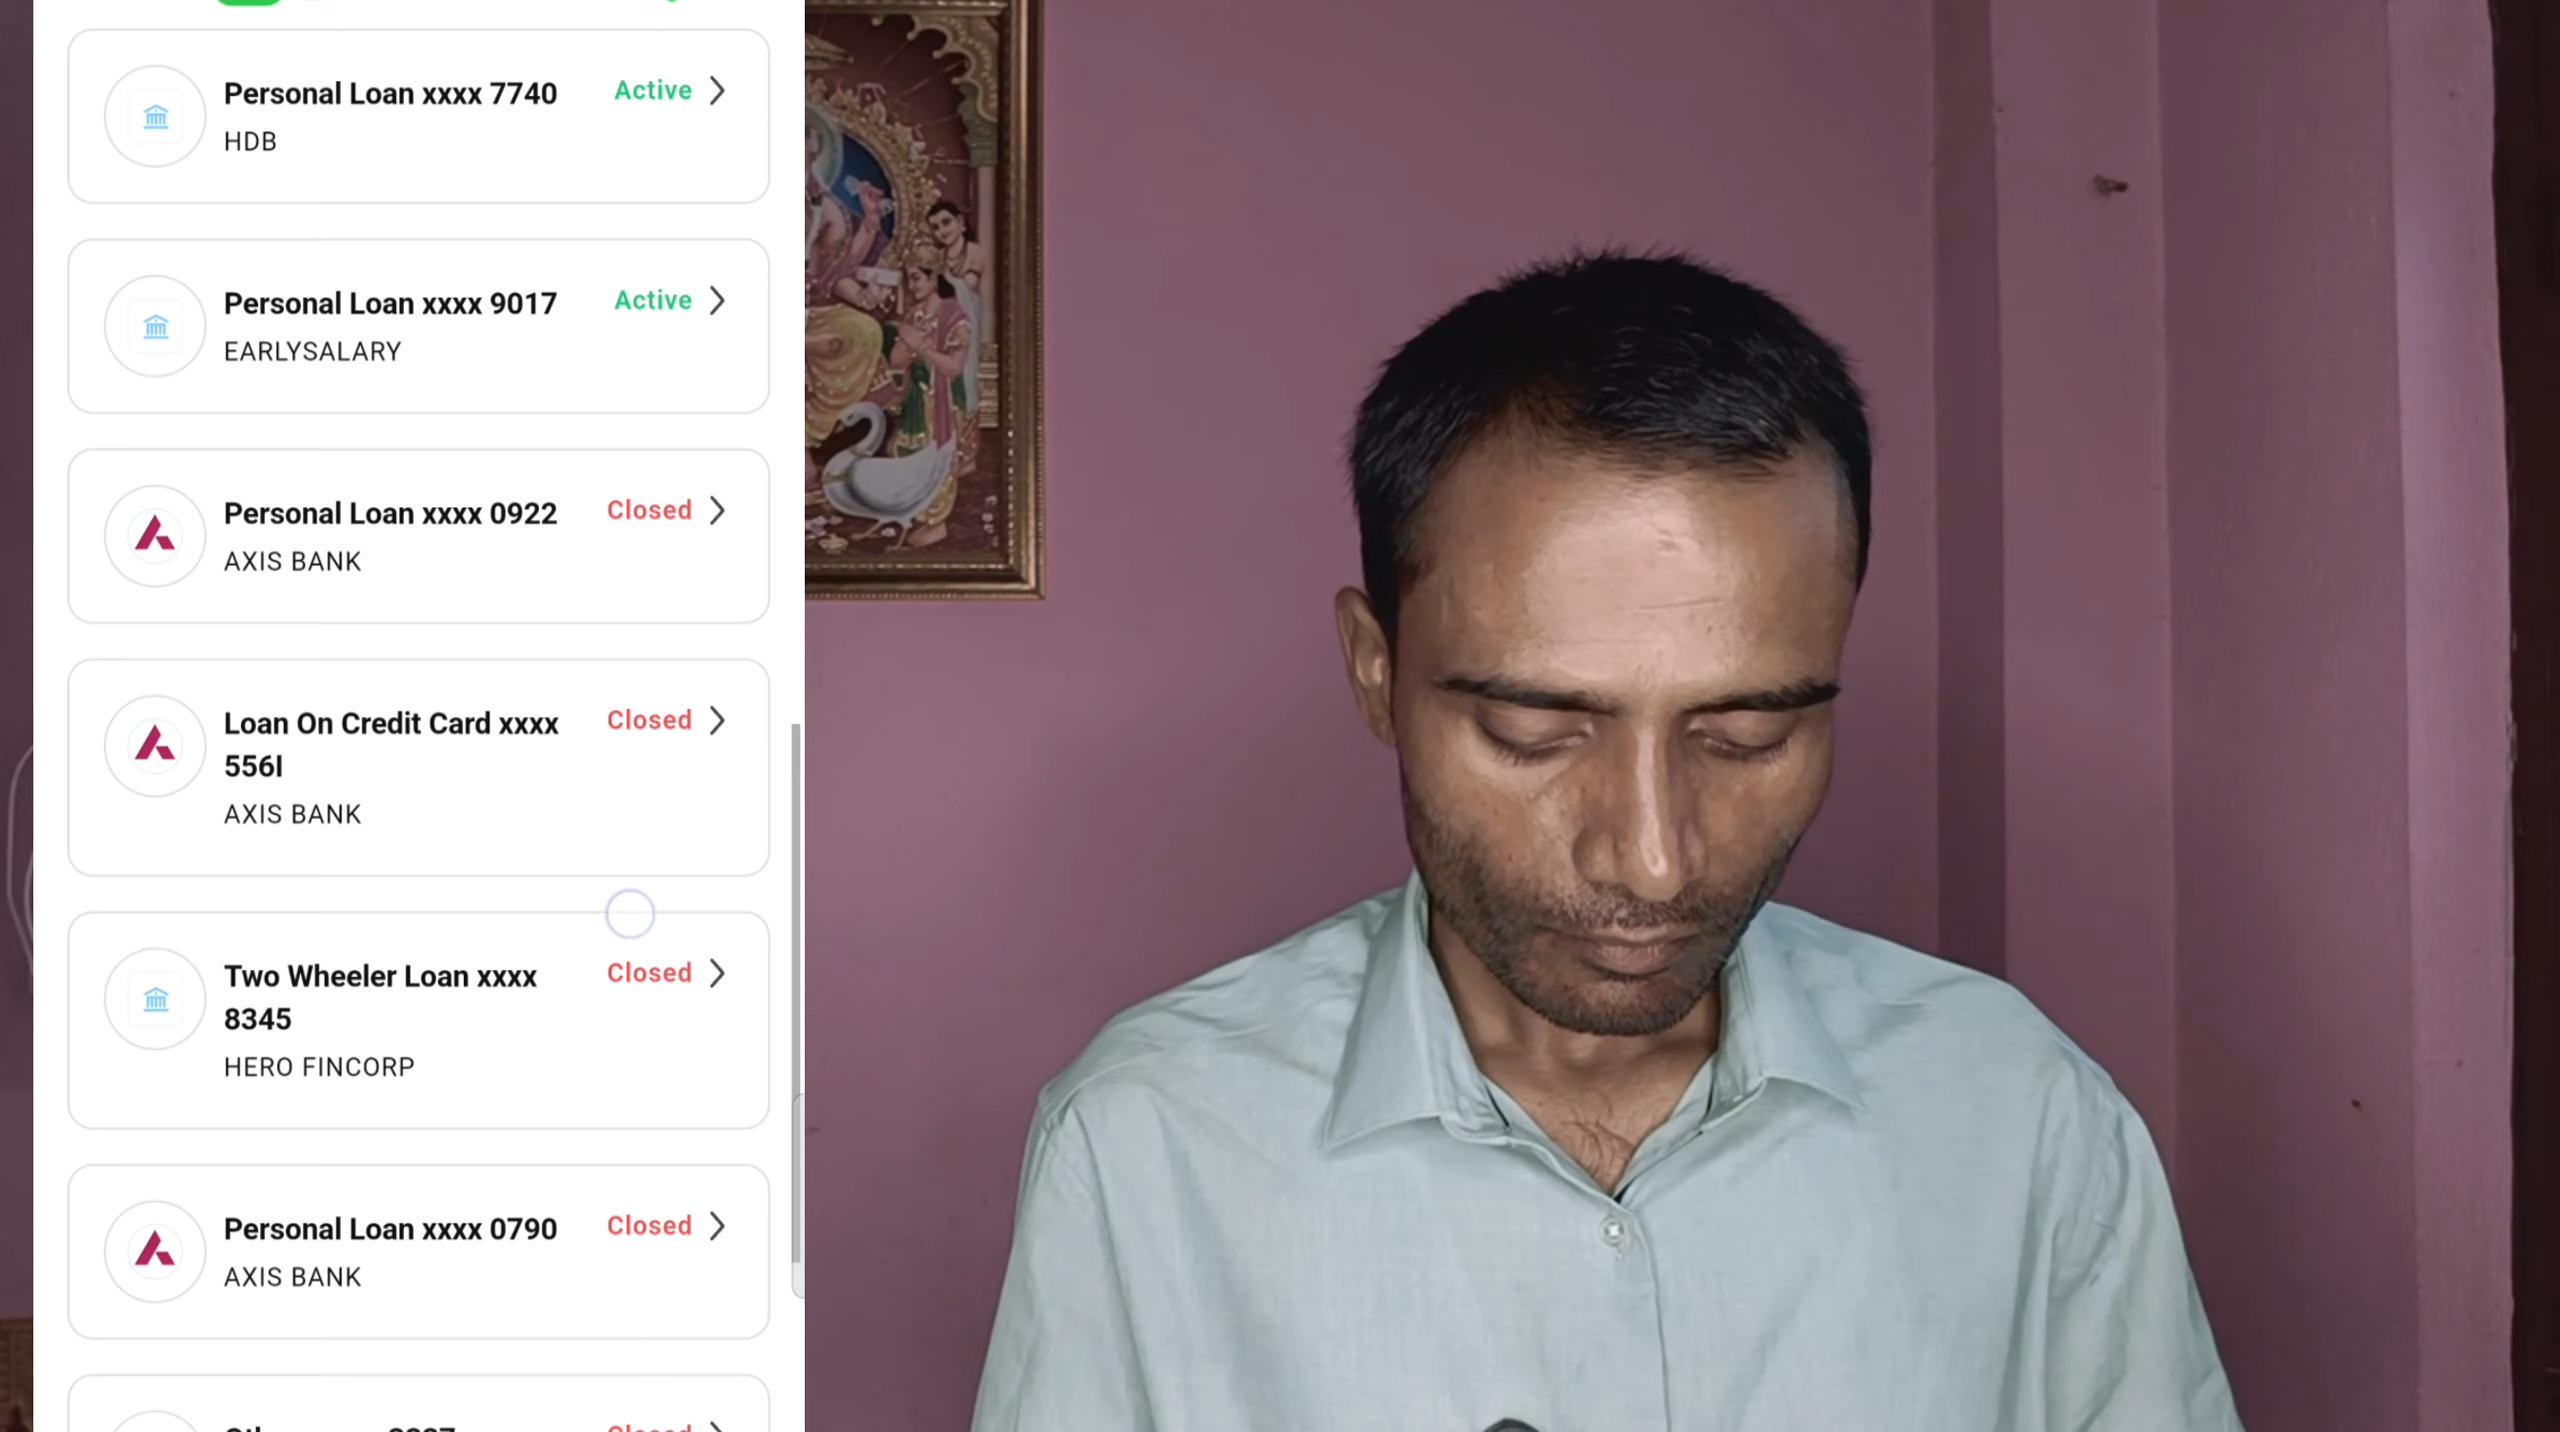 Personal Loan xxxx 7740
Active
HDB
Personal Loan xxxx 9017
Active
EARLYSALARY
Personal Loan xxxx 0922
Closed
AXIS BANK
Loan On Credit Card xxxx
556I
Closed
AXIS BANK
Two Wheeler Loan xxxx
8345
Closed
HERO FINCORP
Personal Loan xxxx 0790
Closed
AXIS BANK
Closed